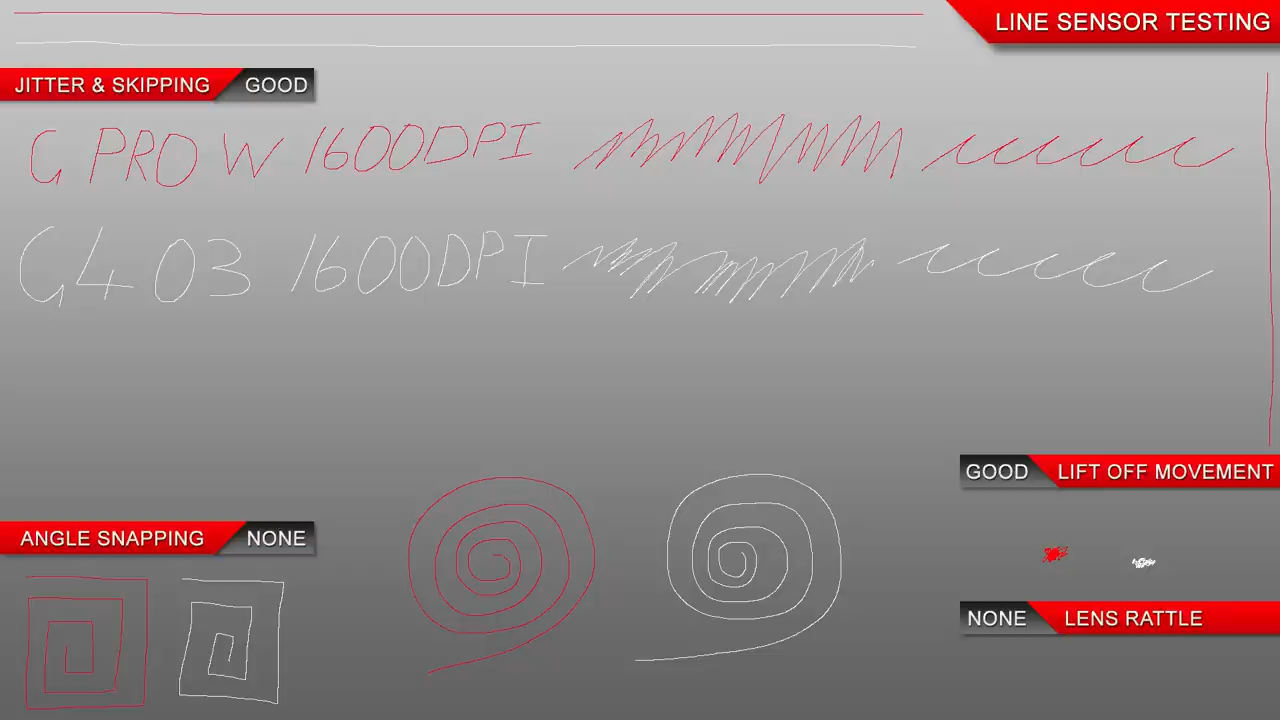 LINE SENSOR TESTING
JITTER & SKIPPING GOOD
G PRO W 1600DPI
G403 1600DPI
GOOD LIFT OFF MOVEMENT
ANGLE SNAPPING NONE
NONE LENS RATTLE